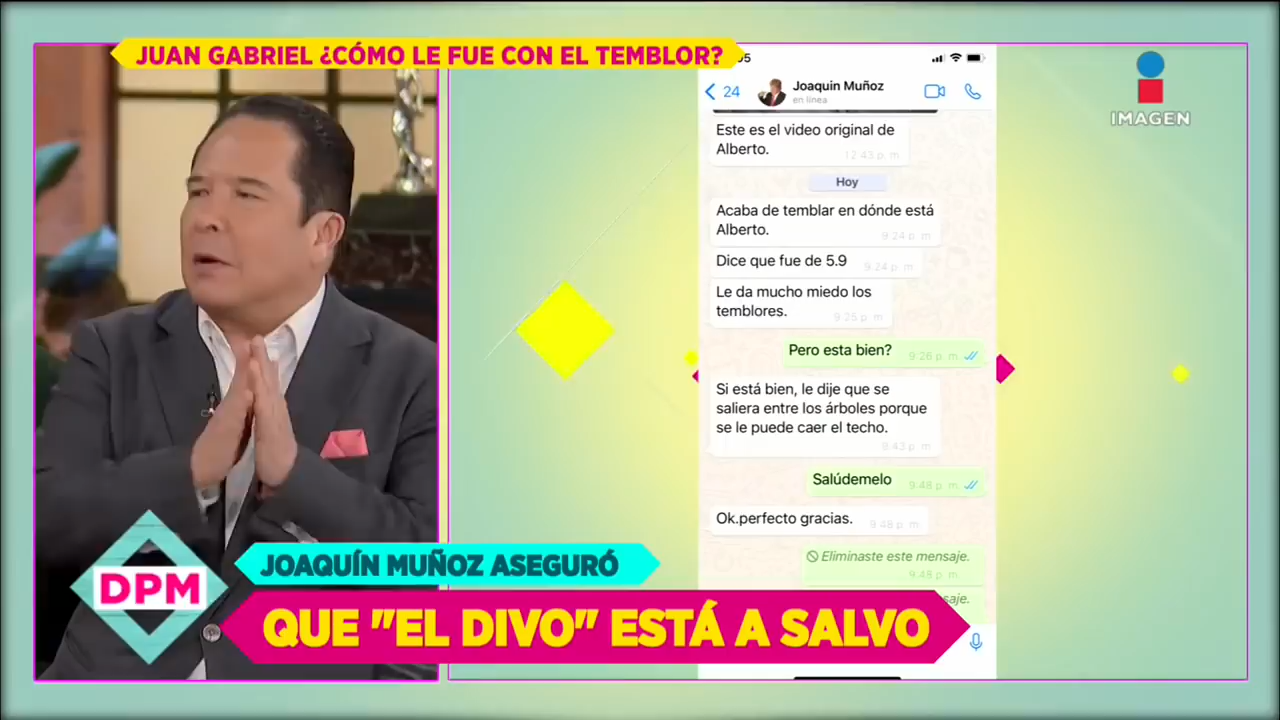 JUAN GABRIEL ¿CÓMO LE FUE CON EL TEMBLOR?
IMAGEN
24
Joaquin Muñoz
en línea
Este es el video original de
Alberto.
12:43 p. m.
Hoy
Acaba de temblar en dónde está
Alberto.
9:24 p. m.
Dice que fue de 5.9
9:24 p. m.
Le da mucho miedo los
temblores.
9:25 p. m.
Pero esta bien?
9:26 p. m.
Si está bien, le dije que se
saliera entre los árboles porque
se le puede caer el techo.
9:43 p. m.
Salúdemelo
9:48 p. m.
Ok.perfecto gracias.
9:48 p. m.
Eliminaste este mensaje.
9:48 p. m.
DPM
JOAQUÍN MUÑOZ ASEGURÓ
QUE "EL DIVO" ESTÁ A SALVO